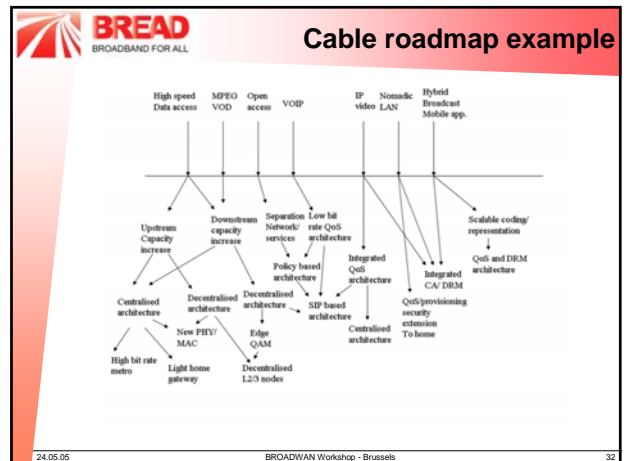 BREAD
BROADBAND FOR ALL
Cable roadmap example
High speed
Data access
MPEG
VOD
Open
access
VOIP
IP
video
Nomadic
LAN
Hybrid
Broadcast
Mobile app.
Upstream
Capacity
increase
Downstream
capacity
increase
Separation
Network/
services
Low bit
rate QoS
architecture
Scalable coding/
representation
Policy based
architecture
Integrated
QoS
architecture
Integrated
CA/ DRM
QoS and DRM
architecture
Centralised
architecture
Decentralised
architecture
Decentralised
architecture
SIP based
architecture
Centralised
architecture
QoS/provisioning
security
extension
To home
New PHY/
MAC
Edge
QAM
High bit rate
metro
Light home
gateway
Decentralised
L2/3 nodes
24.05.05
BROADWAN Workshop - Brussels
32